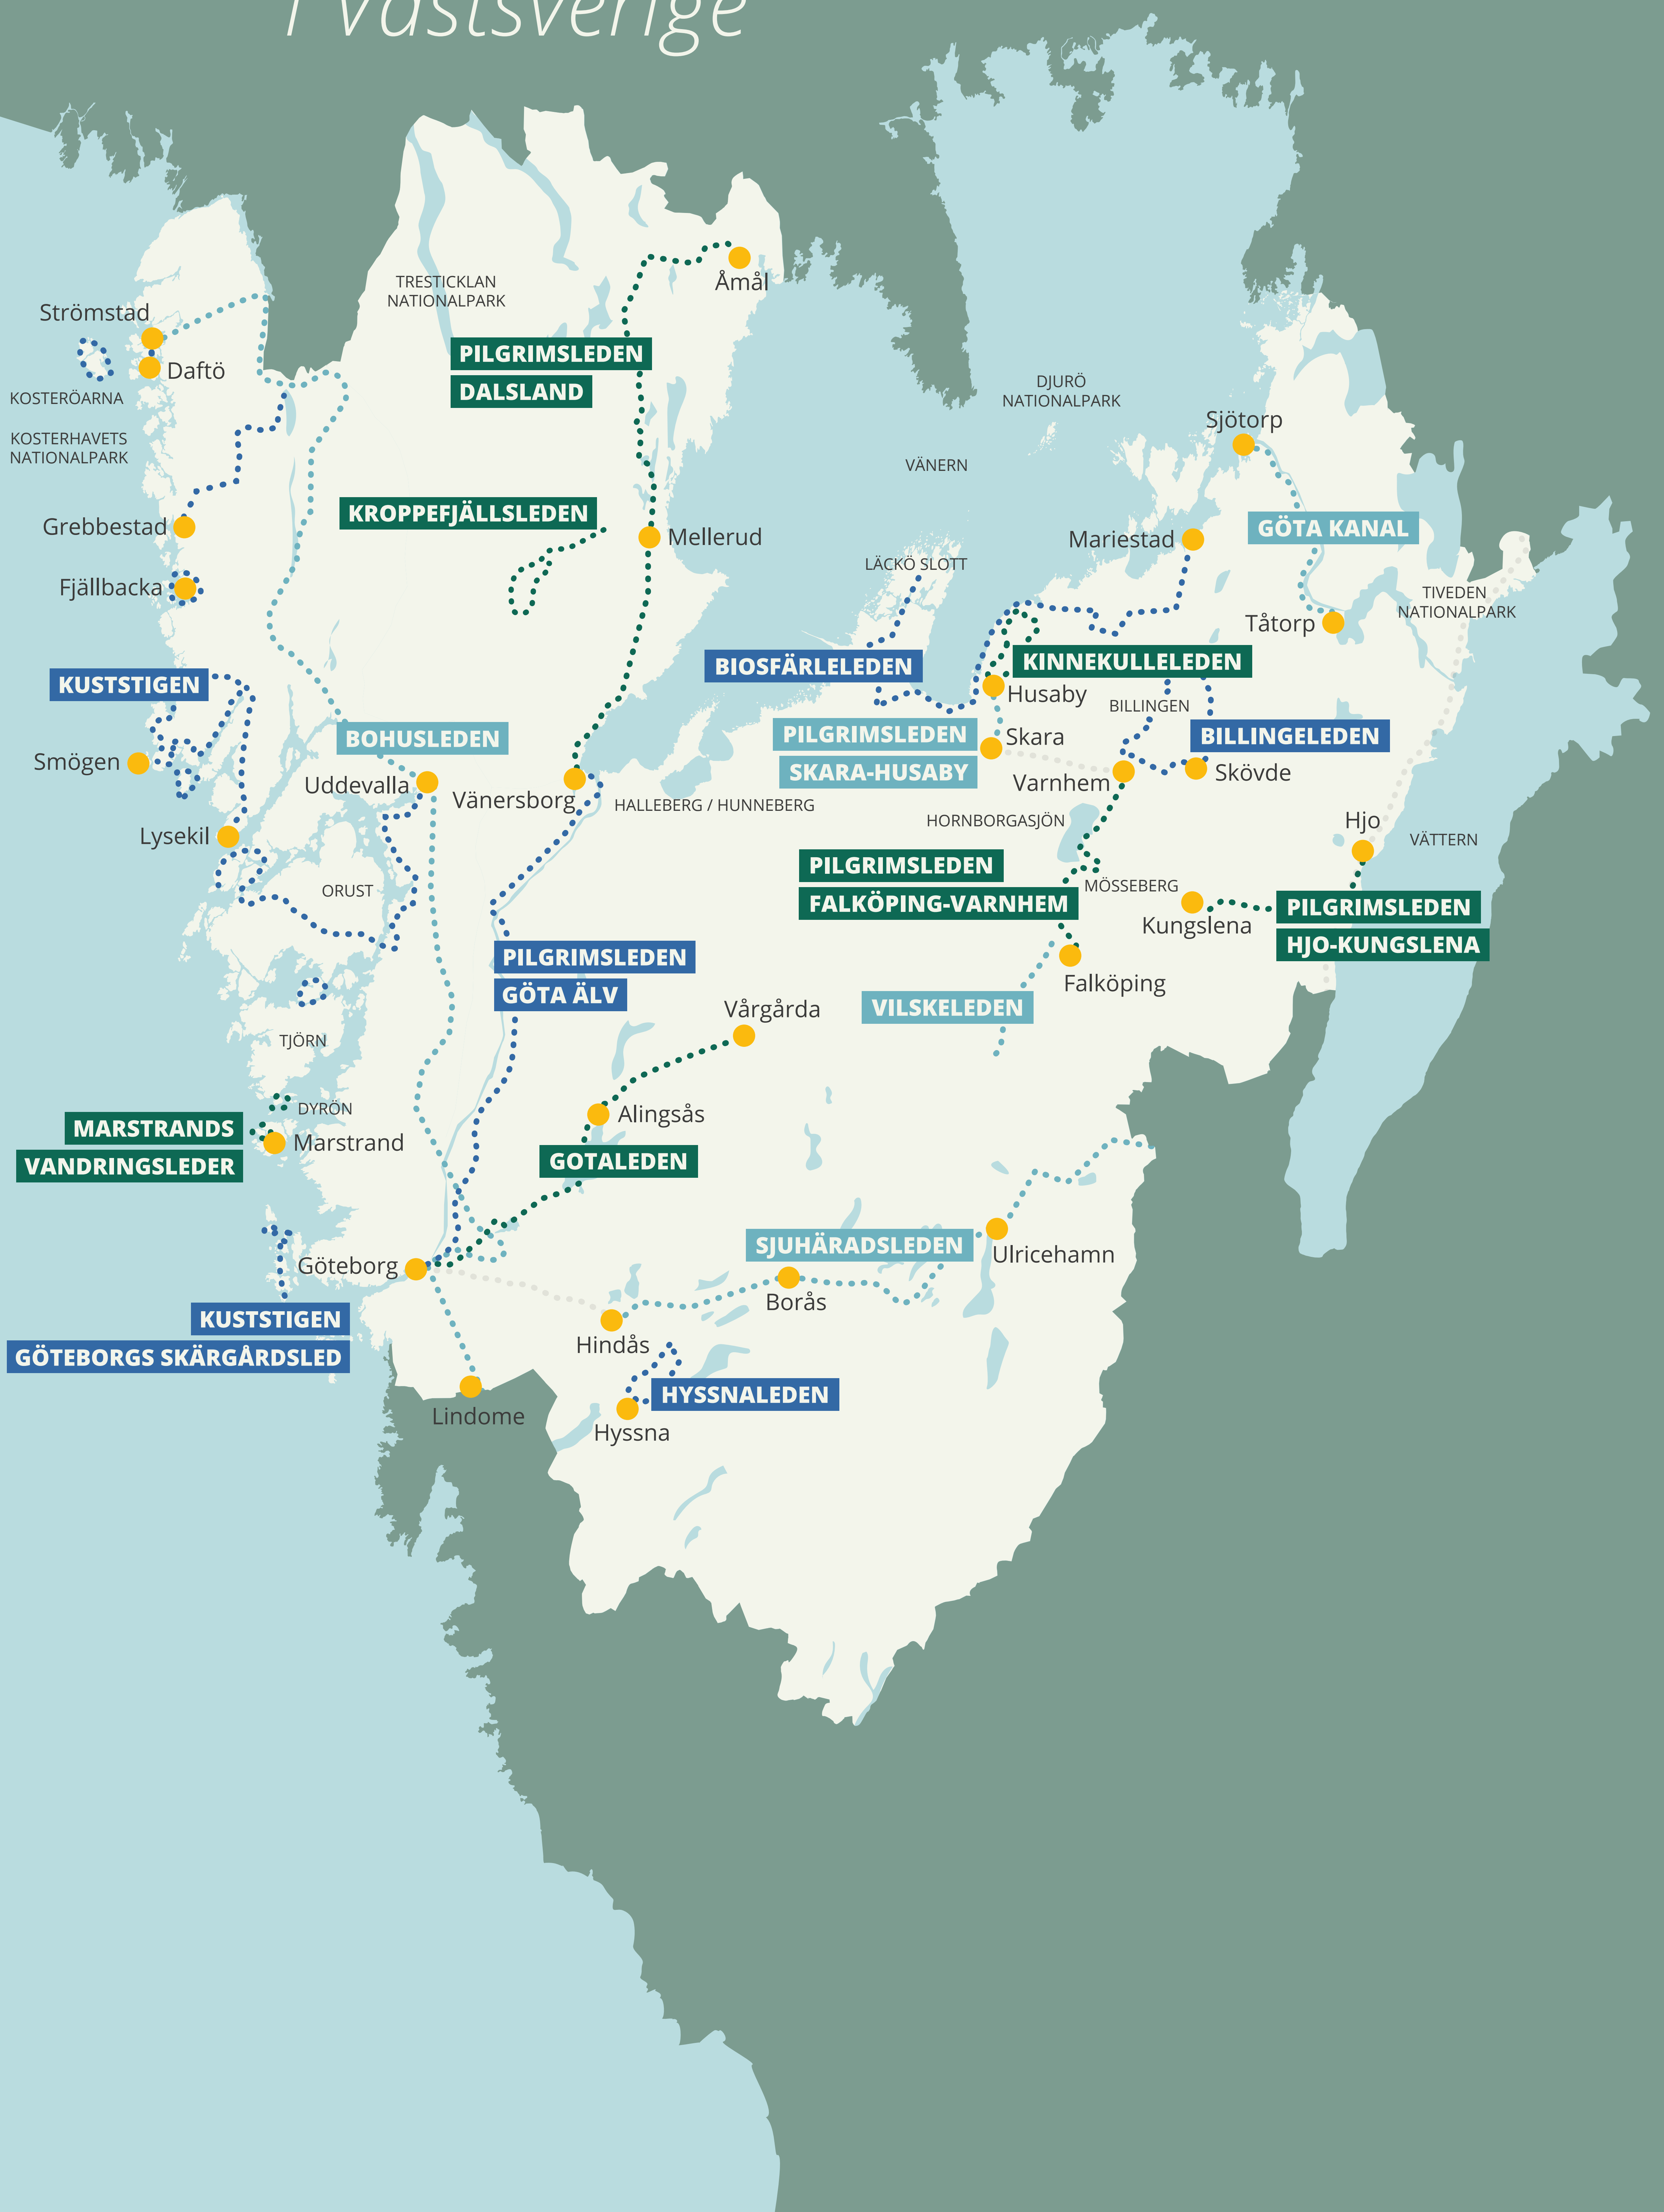 i Västsverige
Åmål
TRESTICKLAN
NATIONALPARK
Strömstad
PILGRIMSLEDEN
DALSLAND
Daftö
KOSTERÖARNA
DJURÖ
NATIONALPARK
Sjötorp
KOSTERHAVETS
NATIONALPARK
VÄNERN
KROPPEFJÄLLSLEDEN
Grebbestad
Mellerud
Mariestad
GÖTA KANAL
LÄCKÖ SLOTT
Fjällbacka
TIVEDEN
NATIONALPARK
Tåtorp
BIOSFÄRLELEDEN
KINNEKULLELEDEN
KUSTSTIGEN
Husaby
BILLINGEN
BOHUSLEDEN
PILGRIMSLEDEN
SKARA-HUSABY
Skara
BILLINGELEDEN
Smögen
Uddevalla
Vänersborg
HALLEBERG / HUNNEBERG
Varnhem
Skövde
HORNBORGASJÖN
Hjo
Lysekil
VÄTTERN
ORUST
PILGRIMSLEDEN
FALKÖPING-VARNHEM
MÖSSEBERG
Kungslena
PILGRIMSLEDEN
HJO-KUNGSLENA
PILGRIMSLEDEN
GÖTA ÄLV
Falköping
Vårgårda
VILSKELEDEN
TJÖRN
DYRÖN
Alingsås
MARSTRANDS
VANDRINGSLEDER
Marstrand
GOTALEDEN
SJUHÄRADSLEDEN
Ulricehamn
Göteborg
Borås
KUSTSTIGEN
GÖTEBORGS SKÄRGÅRDSLED
Hindås
HYSSNALEDEN
Lindome
Hyssna